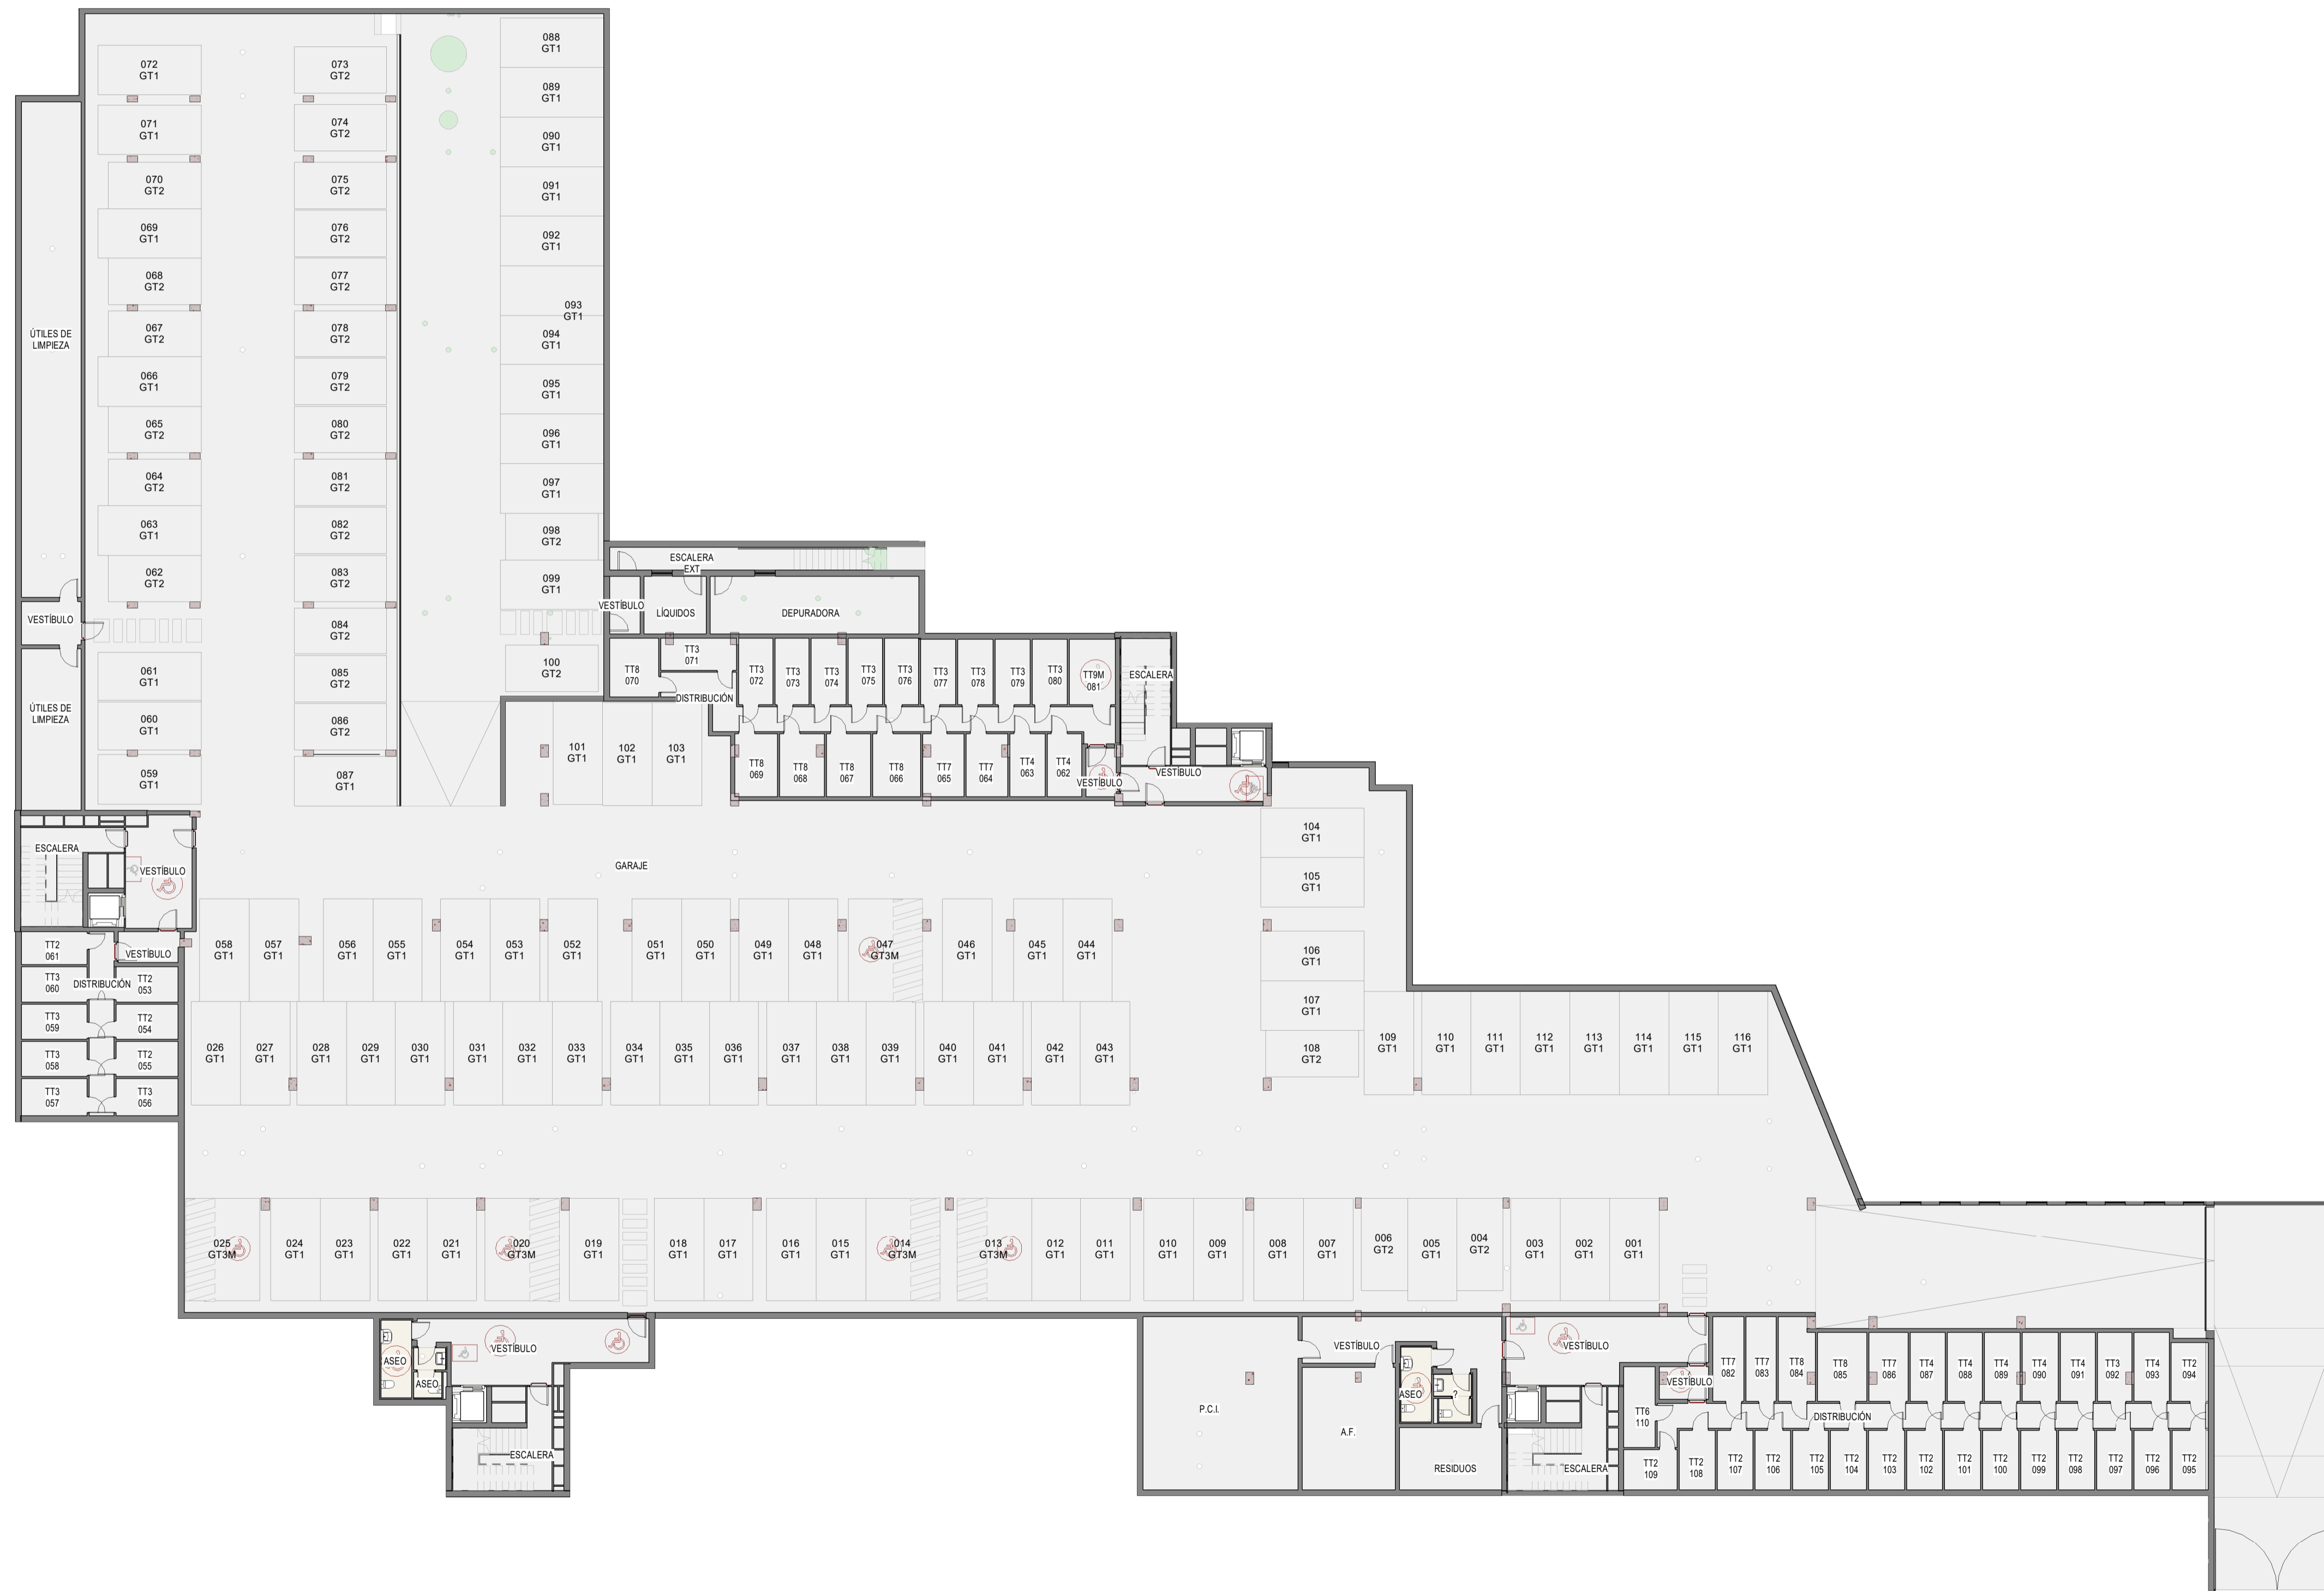 072
GT1
073
GT2
088
GT1
071
GT1
074
GT2
089
GT1
070
GT2
075
GT2
090
GT1
069
GT1
076
GT2
091
GT1
068
GT2
077
GT2
092
GT1
093
GT1
ÚTILES DE
LIMPIEZA
067
GT2
078
GT2
094
GT1
066
GT1
079
GT2
095
GT1
065
GT2
080
GT2
096
GT1
064
GT2
081
GT2
097
GT1
063
GT1
082
GT2
098
GT2
062
GT2
083
GT2
099
GT1
ESCALERA
EXT
VESTÍBULO
LÍQUIDOS
DEPURADORA
VESTÍBULO
084
GT2
061
GT1
085
GT2
100
GT2
ÚTILES DE
LIMPIEZA
060
GT1
086
GT2
059
GT1
087
GT1
101
GT1
102
GT1
103
GT1
TT8
070
TT3
071
DISTRIBUCIÓN
TT3
072
TT3
073
TT3
074
TT3
075
TT3
076
TT3
077
TT3
078
TT3
079
TT3
080
TT9M
081
ESCALERA
TT8
069
TT8
068
TT8
067
TT8
066
TT7
065
TT7
064
TT4
063
TT4
062
VESTÍBULO
VESTÍBULO
ESCALERA
VESTÍBULO
GARAJE
104
GT1
105
GT1
TT2
061
VESTÍBULO
TT3
060
DISTRIBUCIÓN
TT2
053
TT3
059
TT2
054
TT3
058
TT2
055
TT3
057
TT3
056
058
GT1
057
GT1
056
GT1
055
GT1
054
GT1
053
GT1
052
GT1
051
GT1
050
GT1
049
GT1
048
GT1
047
GT3M
046
GT1
045
GT1
044
GT1
106
GT1
107
GT1
108
GT2
026
GT1
027
GT1
028
GT1
029
GT1
030
GT1
031
GT1
032
GT1
033
GT1
034
GT1
035
GT1
036
GT1
037
GT1
038
GT1
039
GT1
040
GT1
041
GT1
042
GT1
043
GT1
109
GT1
110
GT1
111
GT1
112
GT1
113
GT1
114
GT1
115
GT1
116
GT1
025
GT3M
024
GT1
023
GT1
022
GT1
021
GT1
020
GT3M
019
GT1
018
GT1
017
GT1
016
GT1
015
GT1
014
GT3M
013
GT3M
012
GT1
011
GT1
010
GT1
009
GT1
008
GT1
007
GT1
006
GT2
005
GT1
004
GT2
003
GT1
002
GT1
001
GT1
ASEO
ASEO
VESTÍBULO
ESCALERA
P.C.I.
VESTÍBULO
A.F.
ASEO
?
RESIDUOS
VESTÍBULO
ESCALERA
VESTÍBULO
TT6
110
TT7
082
TT7
083
TT8
084
TT8
085
TT7
086
TT4
087
TT4
088
TT4
089
TT4
090
TT4
091
TT3
092
TT4
093
TT2
094
DISTRIBUCIÓN
TT2
109
TT2
108
TT2
107
TT2
106
TT2
105
TT2
104
TT2
103
TT2
102
TT2
101
TT2
100
TT2
099
TT2
098
TT2
097
TT2
096
TT2
095